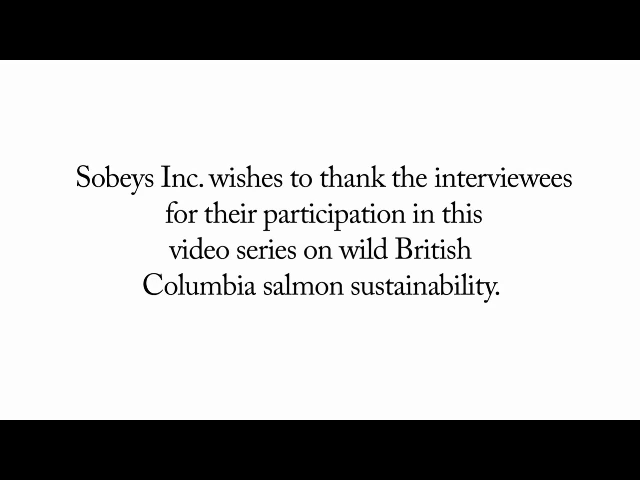 Sobeys Inc. wishes to thank the interviewees
for their participation in this
video series on wild British
Columbia salmon sustainability.